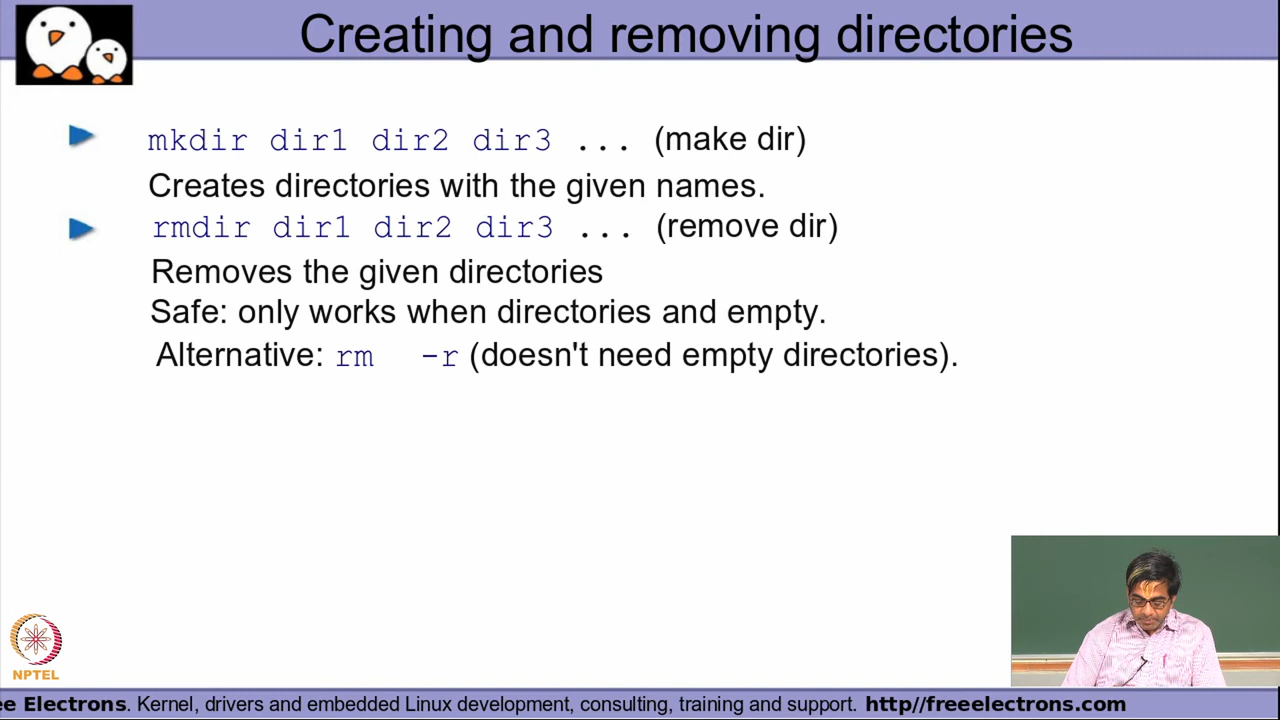 Creating and removing directories
mkdir dir1 dir2 dir3 ... (make dir)
Creates directories with the given names.
rmdir dir1 dir2 dir3 ... (remove dir)
Removes the given directories
Safe: only works when directories and empty.
Alternative: rm -r (doesn't need empty directories).
NPTEL
ee Electrons. Kernel, drivers and embedded Linux development, consulting, training and support. http//freeelectrons.com